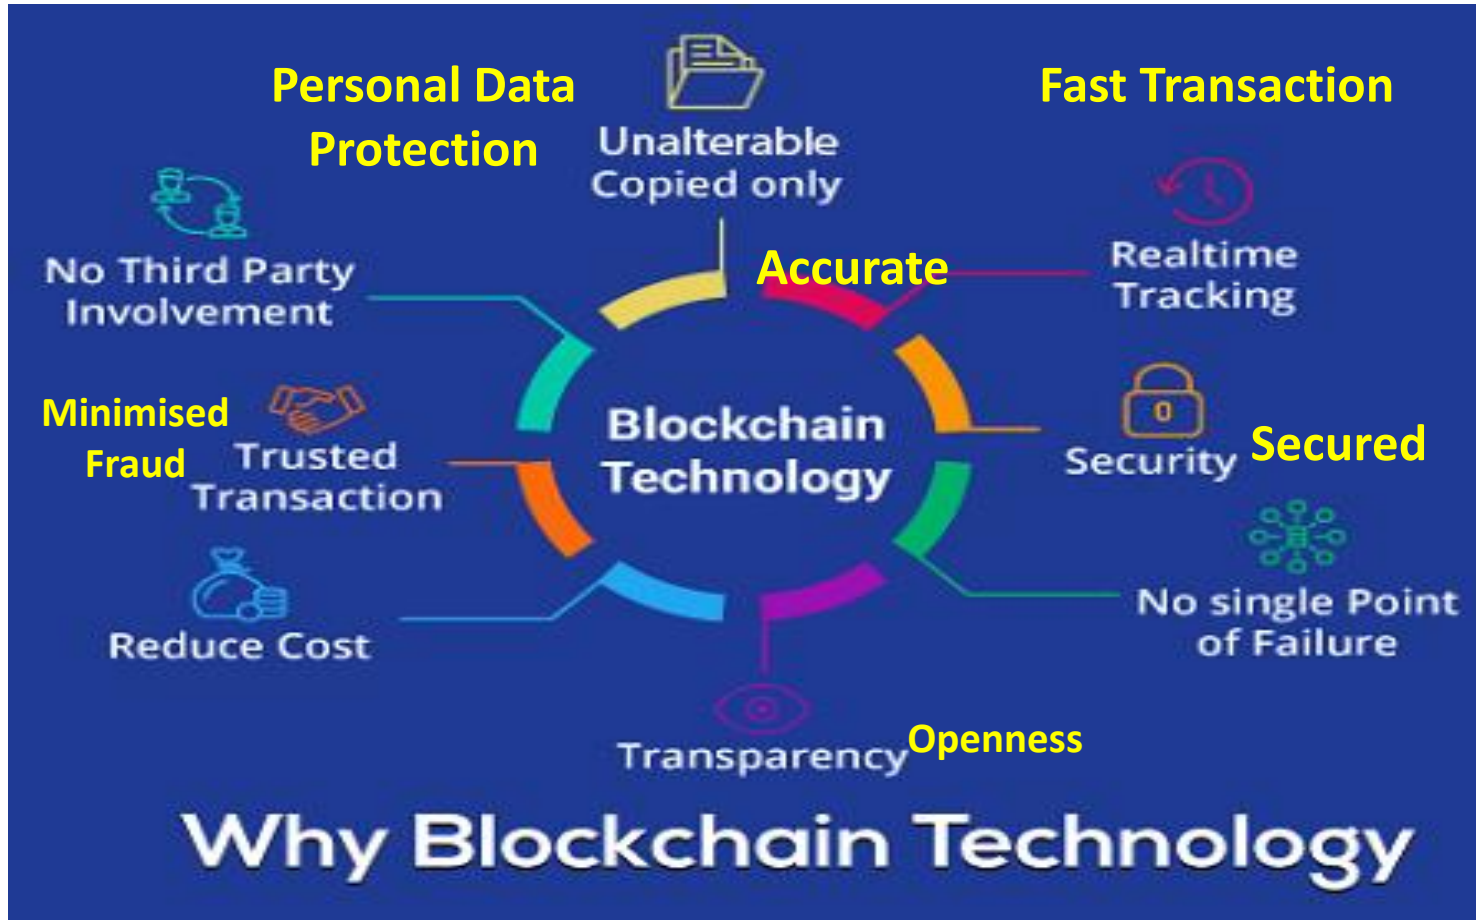 Personal Data
Protection
Unalterable
Copied only
Fast Transaction
No Third Party
Involvement
Accurate
Realtime
Tracking
Minimised
Fraud
Trusted
Transaction
Blockchain
Technology
Security
Secured
Reduce Cost
No single Point
of Failure
Transparency
Openness
Why Blockchain Technology